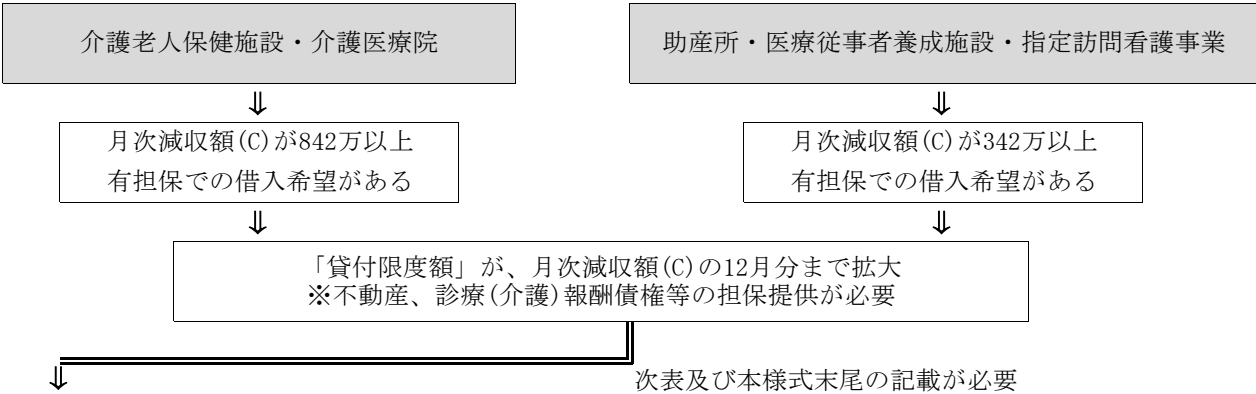 介護老人保健施設・介護医療院
助産所・医療従事者養成施設・指定訪問看護事業
⇓
⇓
月次減収額(C)が842万以上
有担保での借入希望がある
月次減収額(C)が342万以上
有担保での借入希望がある
⇓
⇓
「貸付限度額」が、月次減収額(C)の12月分まで拡大
※不動産、診療(介護)報酬債権等の担保提供が必要
⇓
次表及び本様式末尾の記載が必要